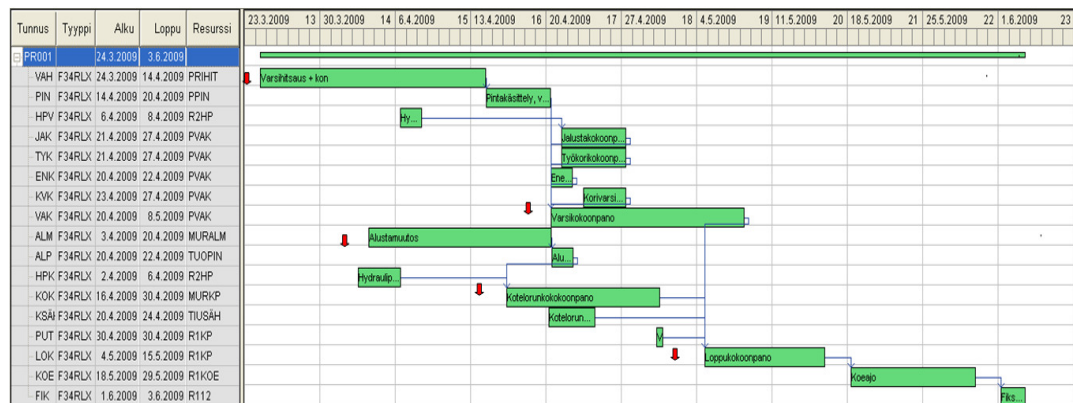 Tunnus Tyyppi Alku Loppu Resurssi 23.3.2009 13 30.3.2009 14 6.4.2009 15 13.4.2009 16 20.4.2009 17 27.4.2009 18 4.5.2009 19 11.5.2009 20 18.5.2009 21 25.5.2009 22 1.6.2009 23
PR001 24.3.2009 3.6.2009
VAH F34RLX 24.3.2009 14.4.2009 PRIHIT Varsihitsaus + kon
PIN F34RLX 14.4.2009 20.4.2009 PPIN Pintakäsittely, v...
HPV F34RLX 6.4.2009 8.4.2009 R2HP Hy...
JAK F34RLX 21.4.2009 27.4.2009 PVAK Jalustakokoonp...
TYK F34RLX 21.4.2009 27.4.2009 PVAK Työkorikokoonp...
ENK F34RLX 20.4.2009 22.4.2009 PVAK Ene...
KVK F34RLX 23.4.2009 27.4.2009 PVAK Korivarsi...
VAK F34RLX 20.4.2009 8.5.2009 PVAK Varsikokoonpano
ALM F34RLX 3.4.2009 20.4.2009 MURALM Alustamuutos
ALP F34RLX 20.4.2009 22.4.2009 TUOPIN Alu...
HPK F34RLX 2.4.2009 6.4.2009 R2HP Hydraulip...
KOK F34RLX 16.4.2009 30.4.2009 MURKP Kotelorunkokokoonpano
KSÄI F34RLX 20.4.2009 24.4.2009 TIUSÄH Kotelorun...
PUT F34RLX 30.4.2009 30.4.2009 R1KP V
LOK F34RLX 4.5.2009 15.5.2009 R1KP Loppukokoonpano
KOE F34RLX 18.5.2009 29.5.2009 R1KOE Koeajo
FIK F34RLX 1.6.2009 3.6.2009 R112 Fiks...